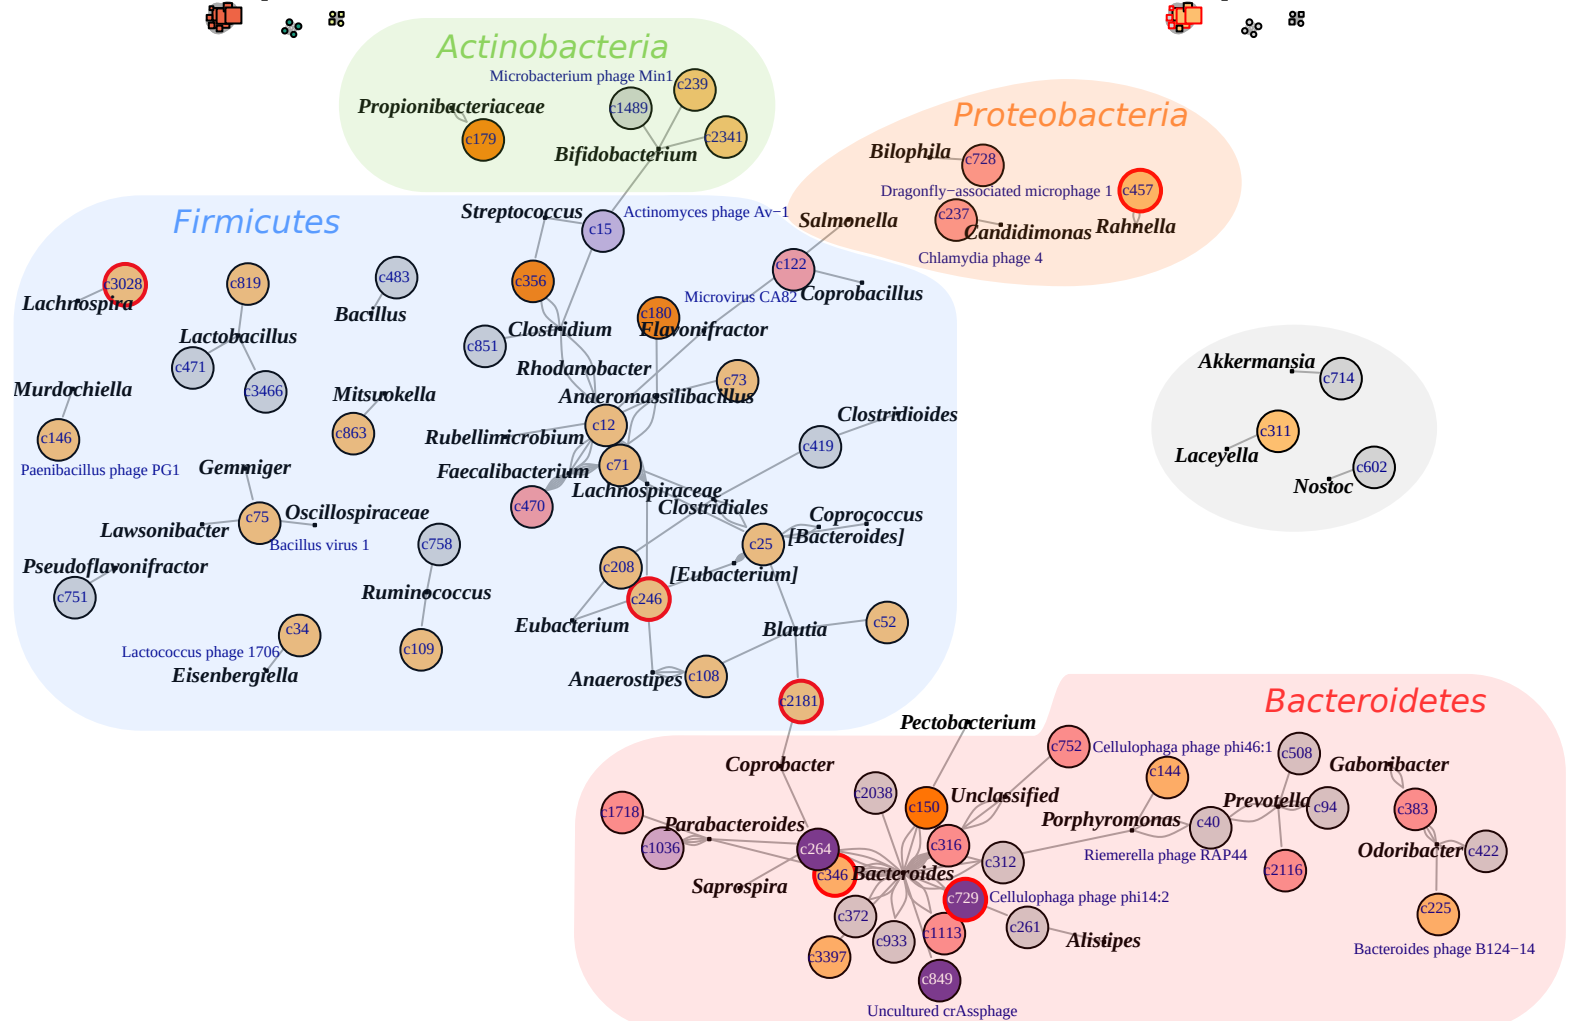 Actinobacteria
Microbacterium phage Min1
c239
Propionibacteriaceae
c1489
c179
c2341
Bifidobacterium
Proteobacteria
Bilophila
c728
Dragonfly−associated microphage 1
c457
c237
Candidimonas
Rahnella
Chlamydia phage 4
Salmonella
Firmicutes
Streptococcus
Actinomyces phage Av−1
c15
c122
Coprobacillus
c3028
Lachnospira
c819
c483
Bacillus
c356
Microvirus CA82
c180
Flavonifractor
Clostridium
Lactobacillus
c851
c471
c3466
Rhodanobacter
c73
Anaeromassilibacillus
Murdochiella
Mitsuokella
c146
c863
c12
Rubellimicrobium
Clostridioides
c419
Paenibacillus phage PG1
Gemmiger
Faecalibacterium
c71
Lachnospiraceae
c470
Clostridiales
c75
Oscillospiraceae
Lawsonibacter
Bacillus virus 1
Coprococcus
[Bacteroides]
c25
c758
Pseudoflavonifractor
c751
c208
[Eubacterium]
Ruminococcus
c246
Eubacterium
Blautia
c52
c34
Lactococcus phage 1706
Eisenbergiella
c109
Anaerostipes
c108
c2181
Akkermansia
c714
c311
Laceyella
c602
Nostoc
Bacteroidetes
Pectobacterium
c752
Cellulophaga phage phi46:1
c508
Coprobacter
c144
Gabonibacter
c2038
Unclassified
c150
Prevotella
c94
c383
c1718
Parabacteroides
Porphyromonas
c40
c1036
c264
c316
c312
Riemerella phage RAP44
Odoribacter
c422
c346
Bacteroides
c2116
Saprospira
c729
Cellulophaga phage phi14:2
c372
c261
c225
c933
c1113
Alistipes
Bacteroides phage B124−14
c3397
c849
Uncultured crAssphage